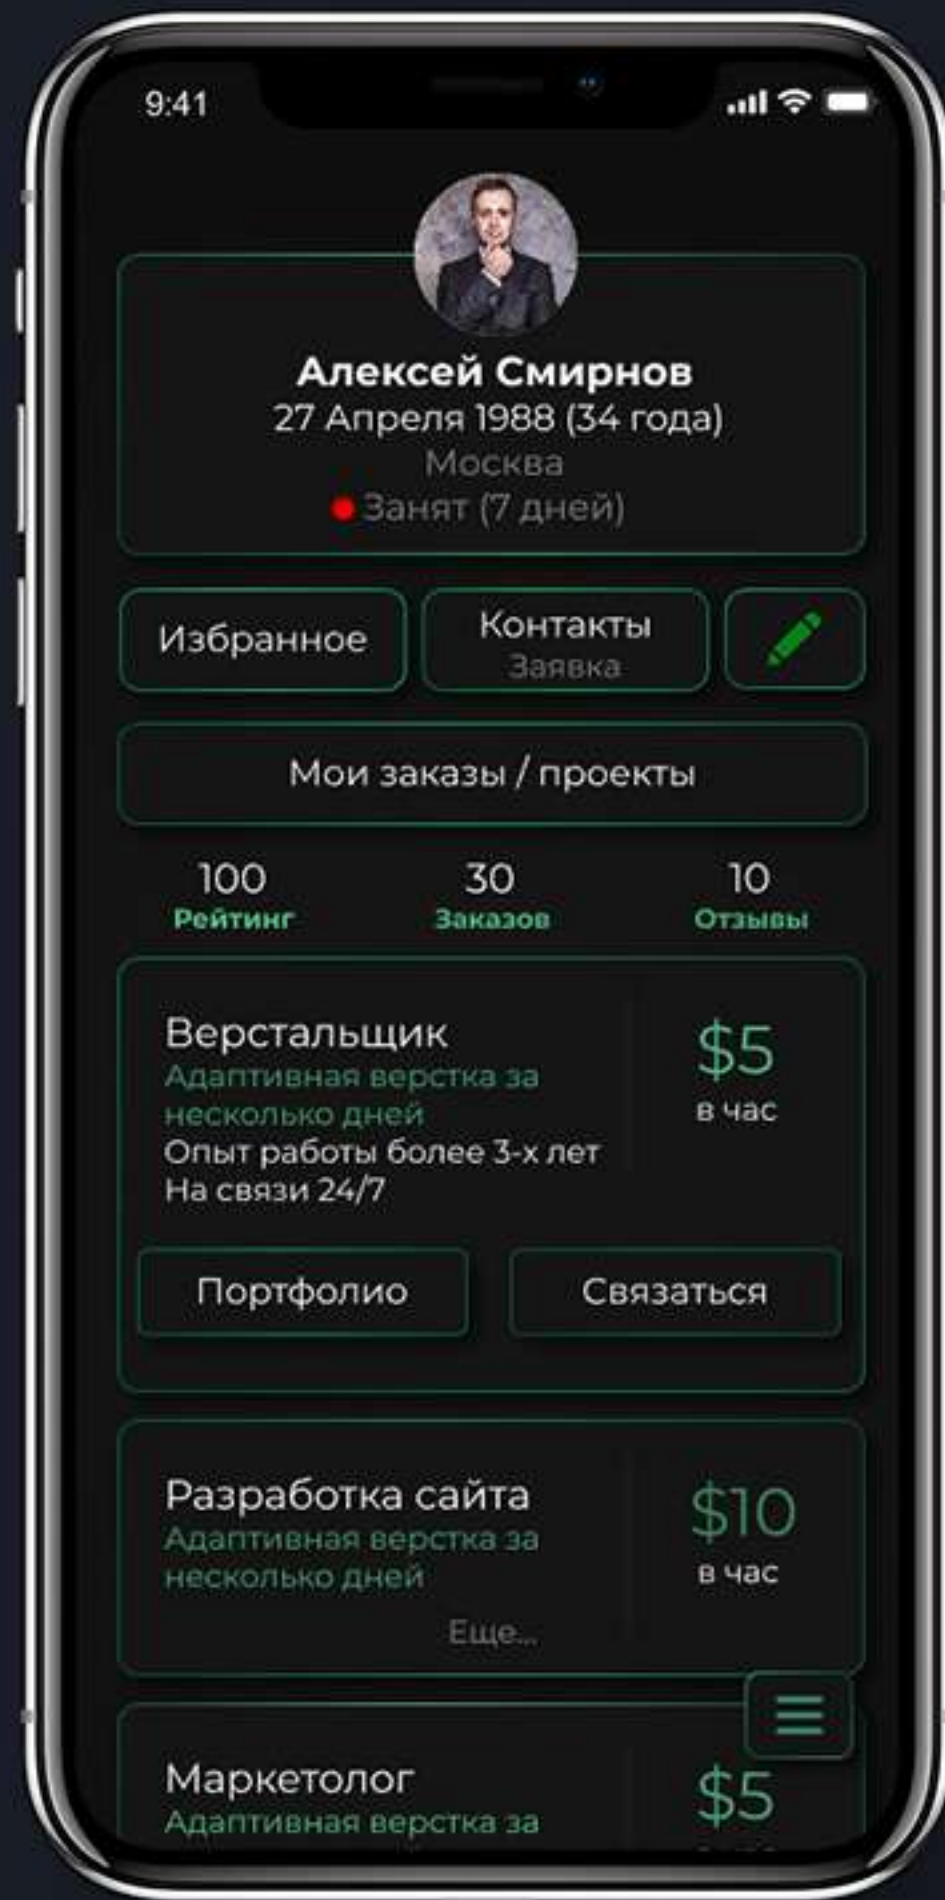 9:41
Алексей Смирнов
27 Апреля 1988 (34 года)
Москва
Занят (7 дней)
Избранное
Контакты
Заявка
Мои заказы / проекты
100
30
10
Рейтинг
Заказов
Отзывы
Верстальщик
Адаптивная верстка за
несколько дней
Опыт работы более 3-х лет
На связи 24/7
$5
в час
Портфолио
Связаться
Разработка сайта
Адаптивная верстка за
несколько дней
$10
в час
Еще...
Маркетолог
Адаптивная верстка за
$5